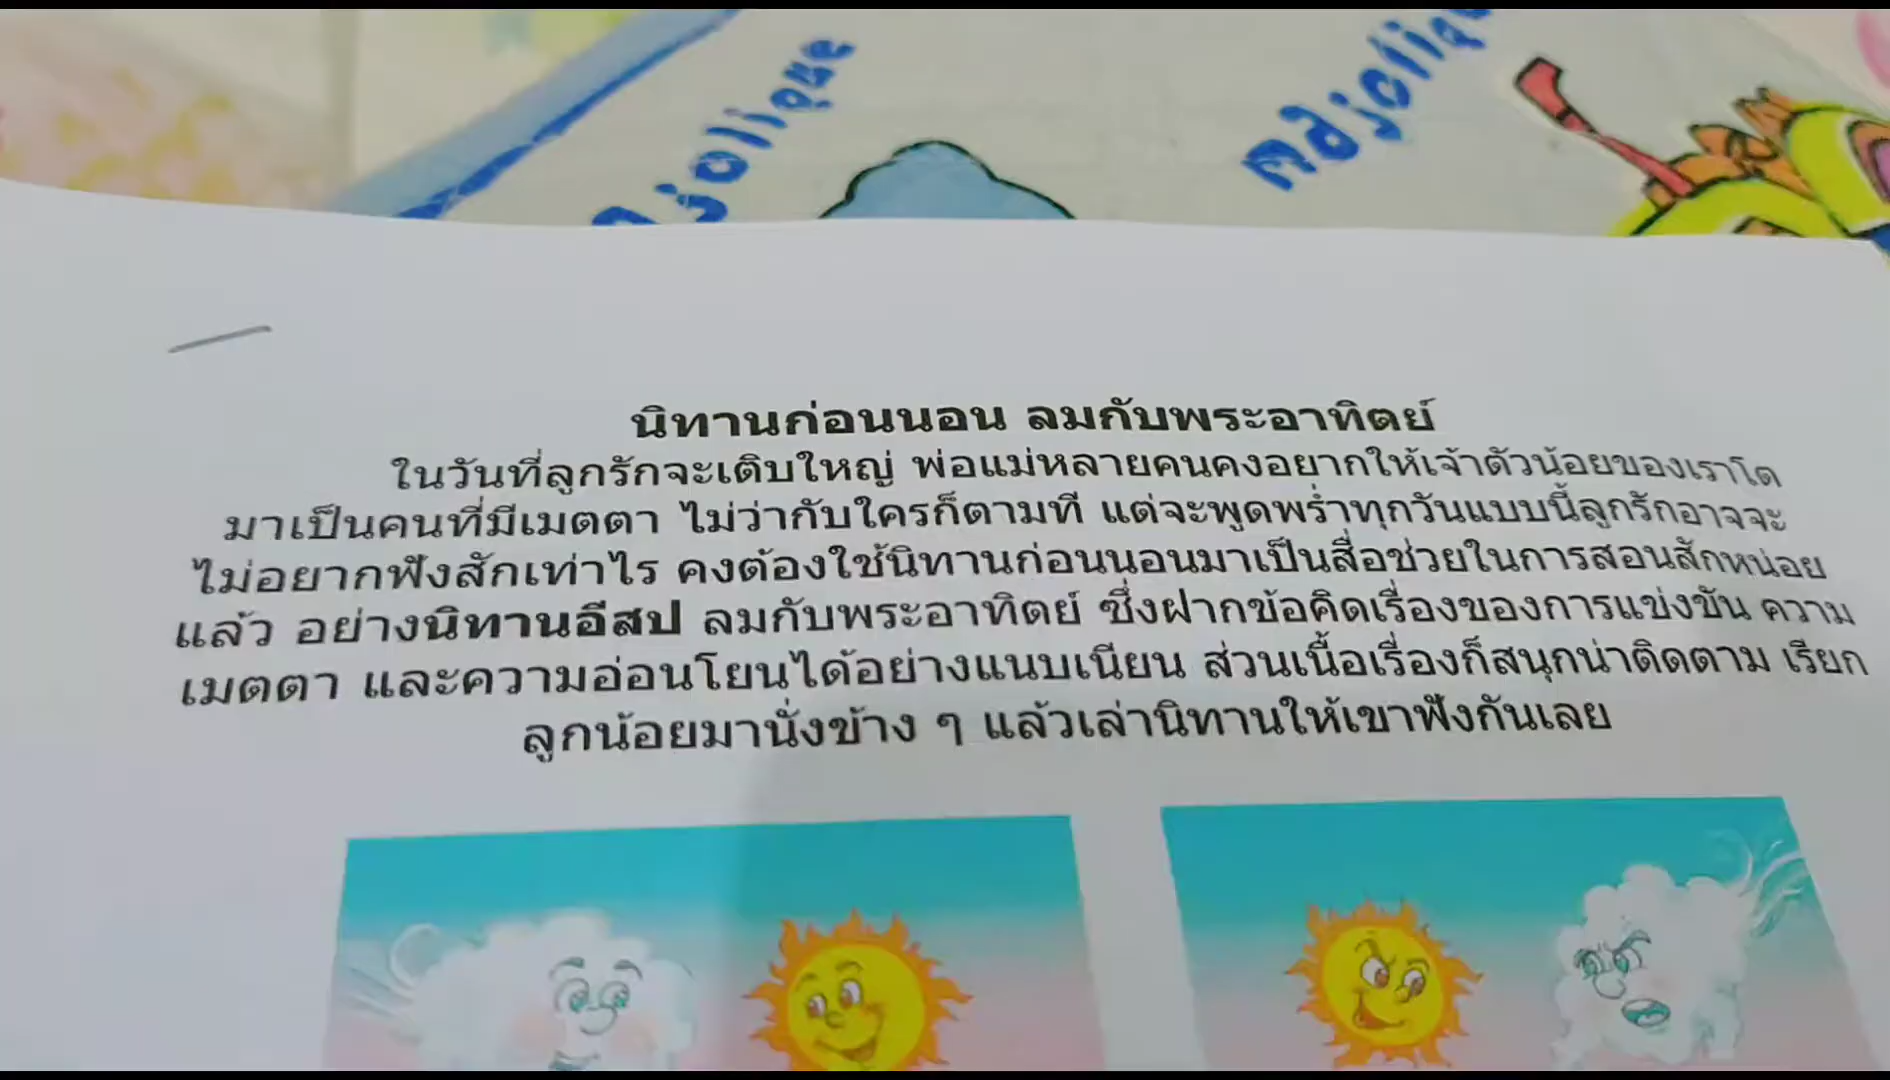 majolique
majoliqu
นิทานก่อนนอน ลมกับพระอาทิตย์
ในวันที่ลูกรักจะเติบใหญ่ พ่อแม่หลายคนคงอยากให้เจ้าตัวน้อยของเราโต
มาเป็นคนที่มีเมตตา ไม่ว่ากับใครก็ตามที แต่จะพูดพร่ำทุกวันแบบนี้ลูกรักอาจจะ
ไม่อยากฟังสักเท่าไร คงต้องใช้นิทานก่อนนอนมาเป็นสื่อช่วยในการสอนสักหน่อย
แล้ว อย่างนิทานอีสป ลมกับพระอาทิตย์ ซึ่งฝากข้อคิดเรื่องของการแข่งขัน ความ
เมตตา และความอ่อนโยนได้อย่างแนบเนียน ส่วนเนื้อเรื่องก็สนุกน่าติดตาม เรียก
ลูกน้อยมานั่งข้าง ๆ แล้วเล่านิทานให้เขาฟังกันเลย